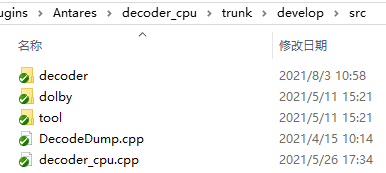 ugins > Antares > decoder_cpu > trunk > develop > src
名称 修改日期
decoder 2021/8/3 10:58
dolby 2021/5/11 15:21
tool 2021/5/11 15:21
DecodeDump.cpp 2021/4/15 10:14
decoder_cpu.cpp 2021/5/26 17:34